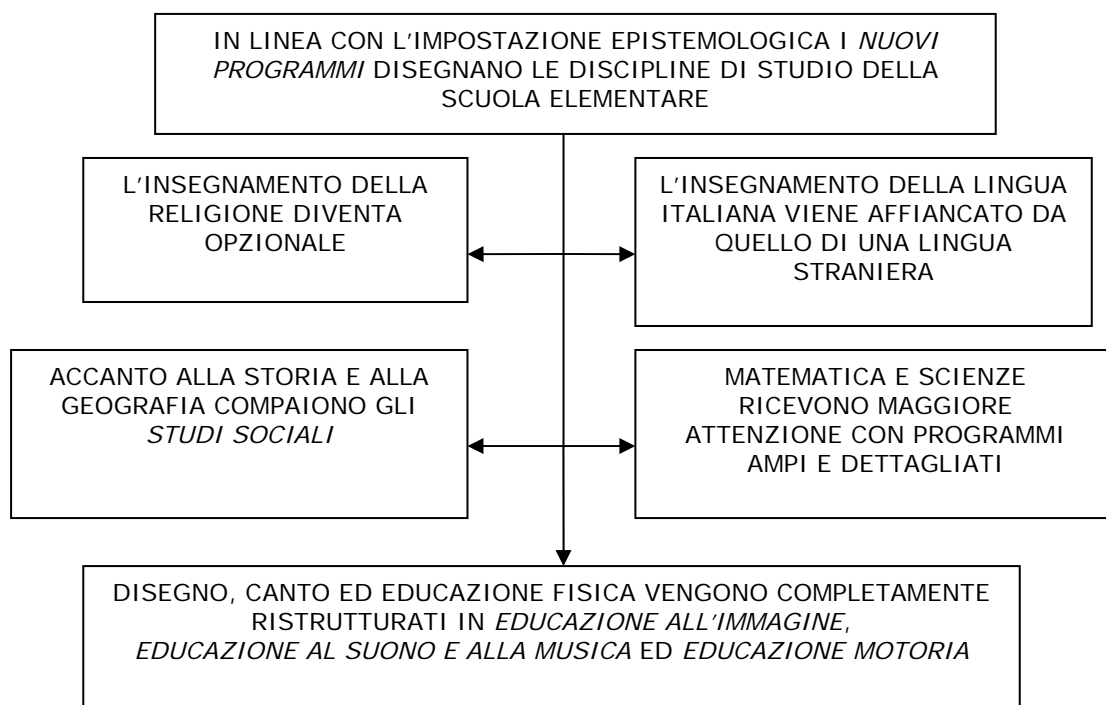 IN LINEA CON L'IMPOSTAZIONE EPISTEMOLOGICA I NUOVI
PROGRAMMI DISEGNANO LE DISCIPLINE DI STUDIO DELLA
SCUOLA ELEMENTARE
L'INSEGNAMENTO DELLA
RELIGIONE DIVENTA
OPZIONALE
L'INSEGNAMENTO DELLA LINGUA
ITALIANA VIENE AFFIANCATO DA
QUELLO DI UNA LINGUA
STRANIERA
ACCANTO ALLA STORIA E ALLA
GEOGRAFIA COMPAIONO GLI
STUDI SOCIALI
MATEMATICA E SCIENZE
RICEVONO MAGGIORE
ATTENZIONE CON PROGRAMMI
AMPI E DETTAGLIATI
DISEGNO, CANTO ED EDUCAZIONE FISICA VENGONO COMPLETAMENTE
RISTRUTTURATI IN EDUCAZIONE ALL'IMMAGINE,
EDUCAZIONE AL SUONO E ALLA MUSICA ED EDUCAZIONE MOTORIA